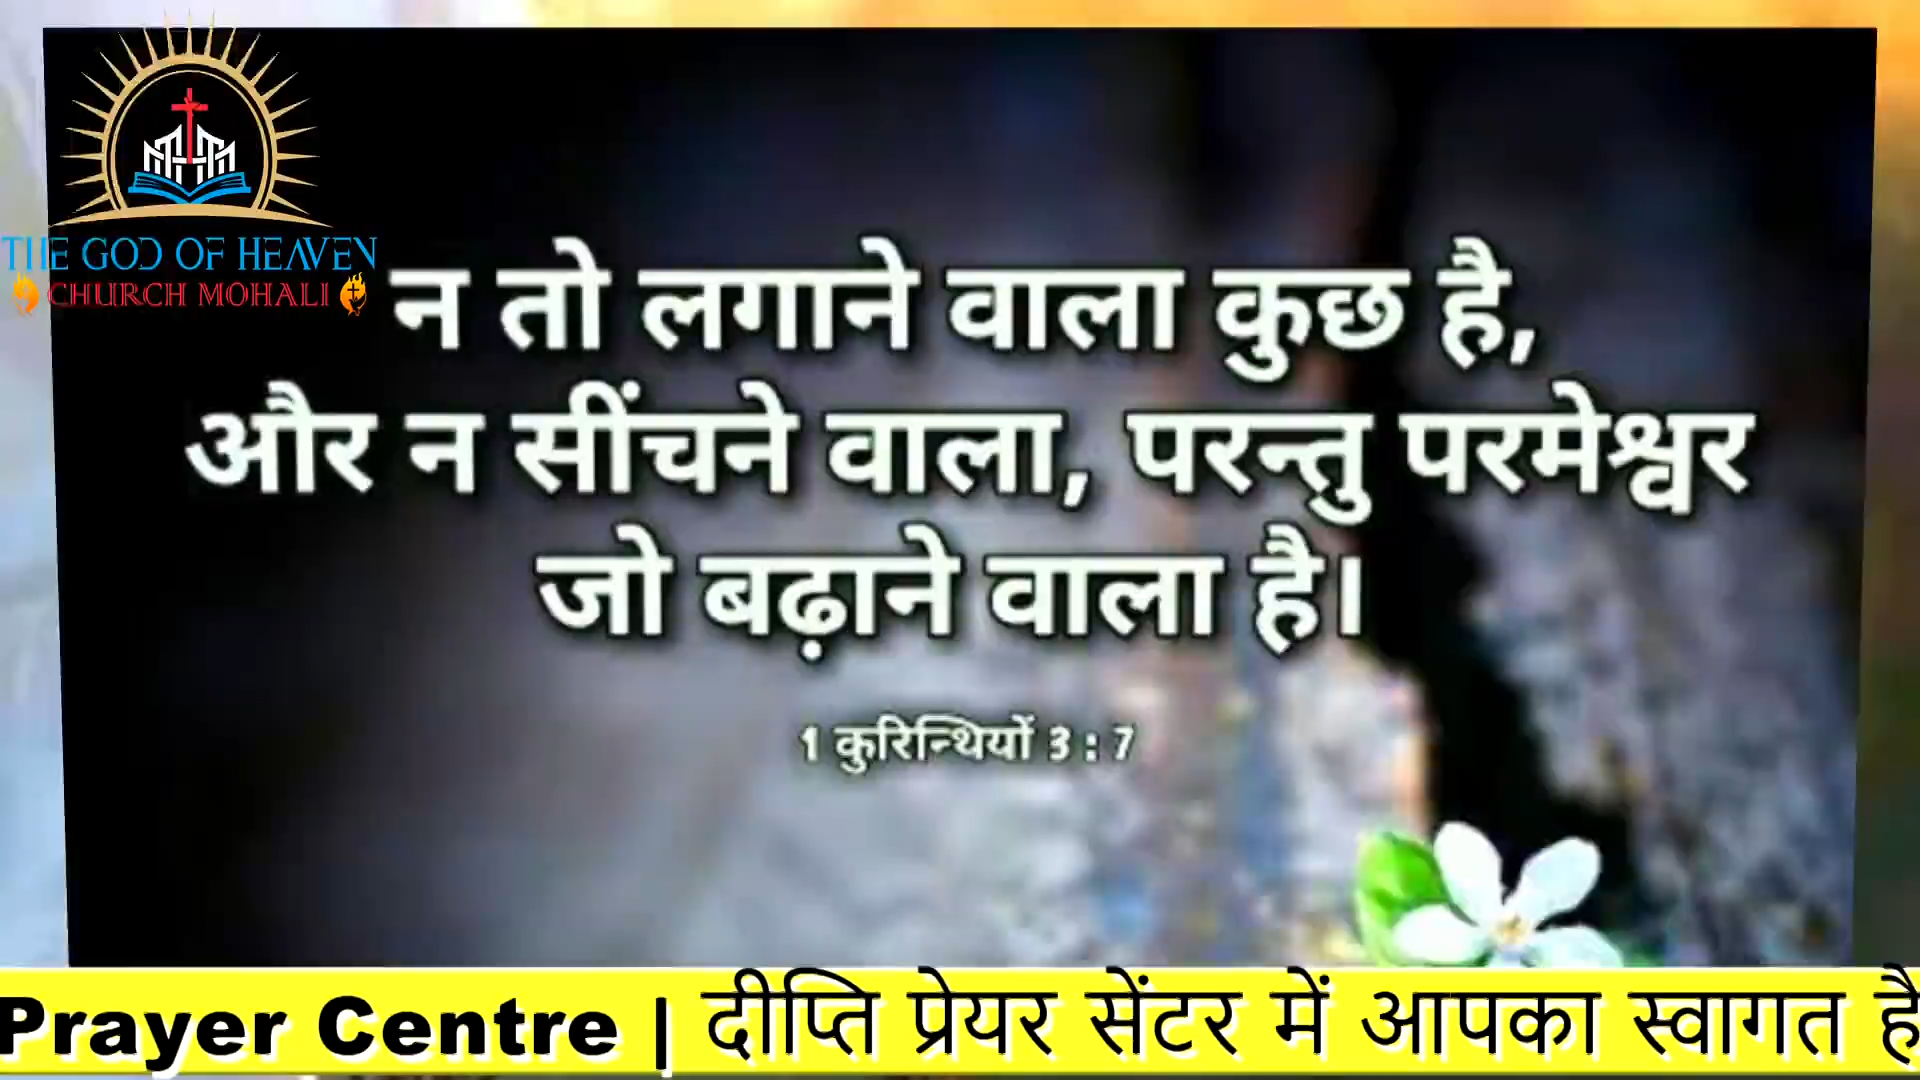 THE GOD OF HEAVEN
CHURCH MOHALI
न तो लगाने वाला कुछ है,
और न सींचने वाला, परन्तु परमेश्वर
जो बढ़ाने वाला है।
1 कुरिन्थियों 3 : 7
Prayer Centre | दीप्ति प्रेयर सेंटर में आपका स्वागत है